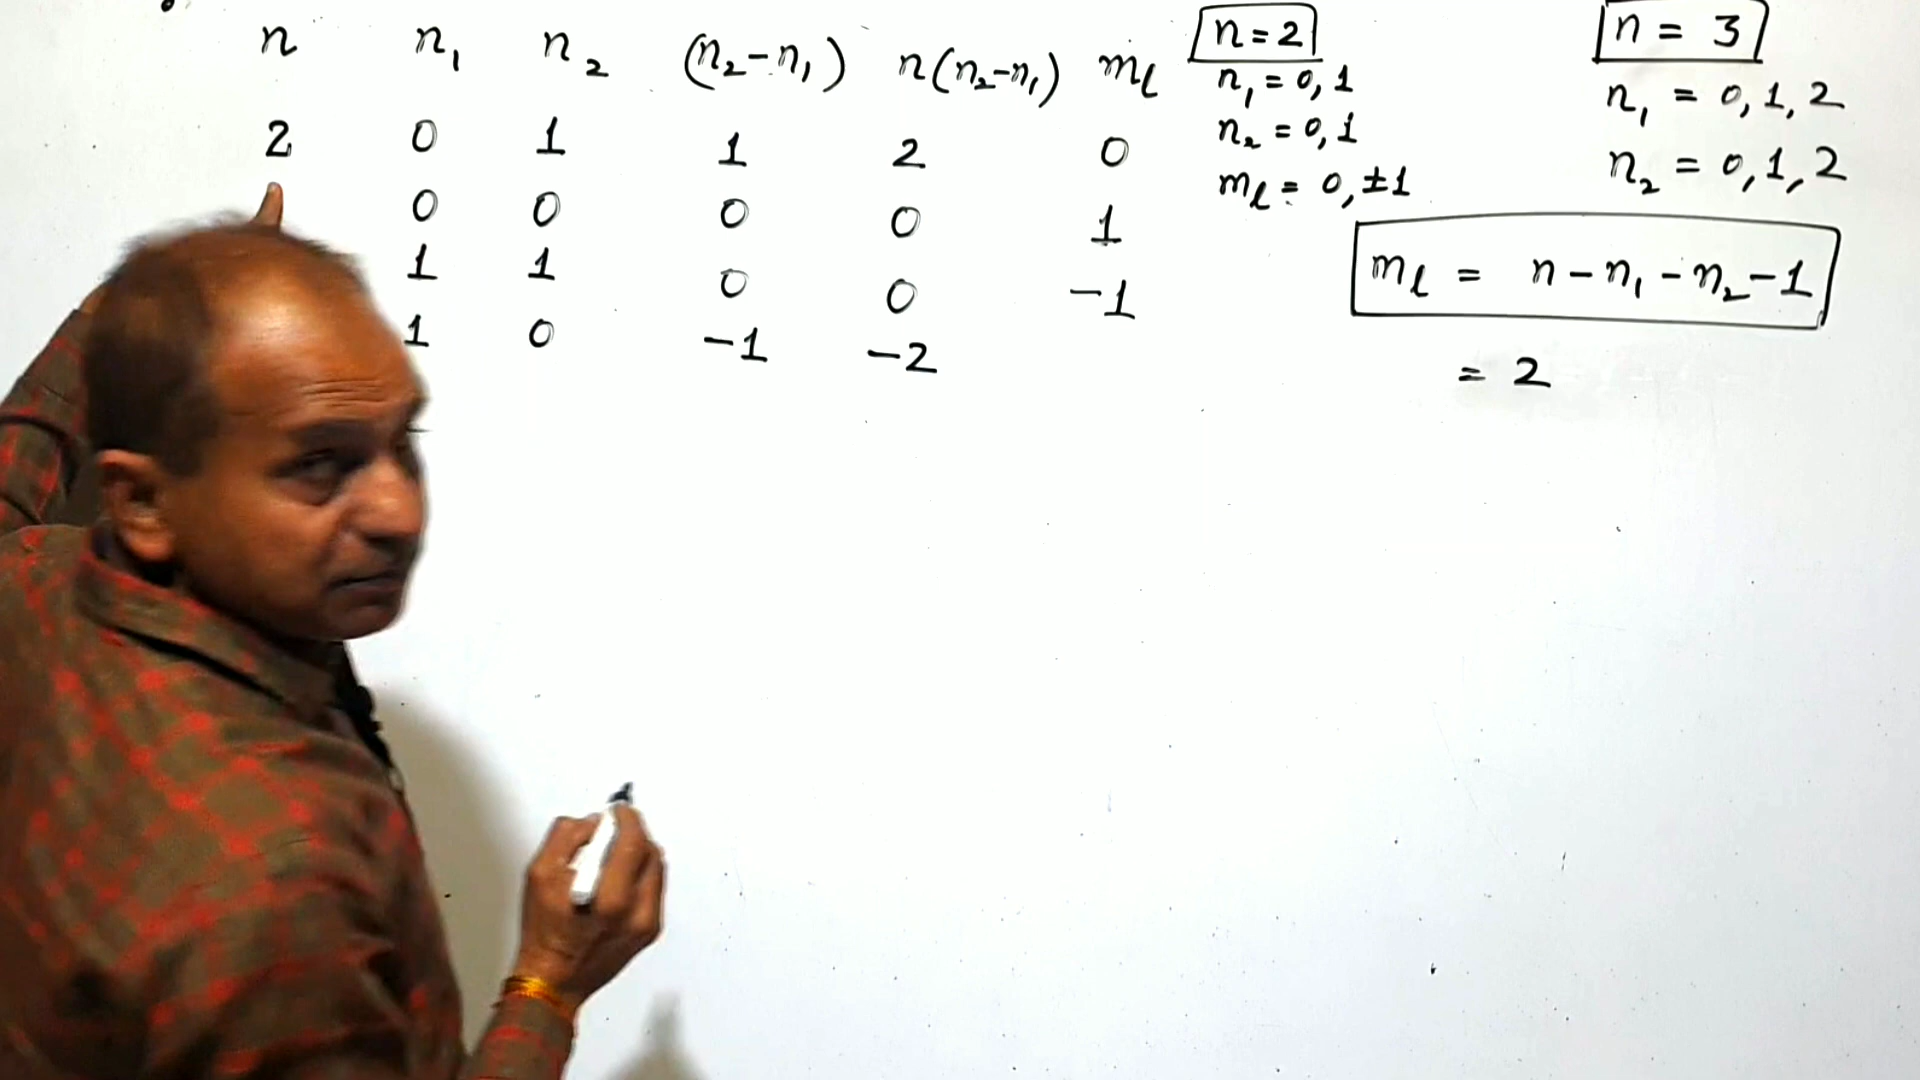 n n₁ n₂ (n₂-n₁) n(n₂-n₁) mℓ
2 0 1 1 2 0
0 0 0 0 1
1 1 0 0 -1
1 0 -1 -2
n=2
n₁ = 0, 1
n₂ = 0, 1
mℓ = 0, ±1
n = 3
n₁ = 0, 1, 2
n₂ = 0, 1, 2
mℓ = n - n₁ - n₂ - 1
= 2